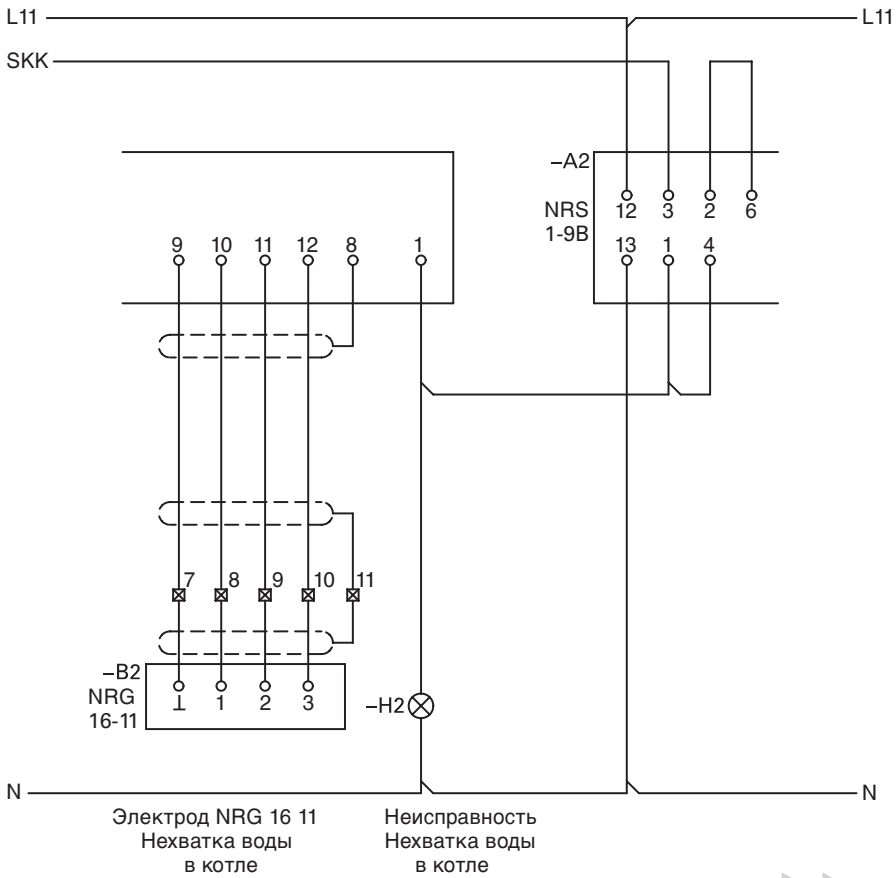 L11 L11
SKK
–A2
NRS 12 3 2 6
1-9B 13 1 4
9 10 11 12 8 1
7 8 9 10 11
–B2
NRG ⊥ 1 2 3
16-11
–H2
N N
Электрод NRG 16 11 Неисправность
Нехватка воды Нехватка воды
в котле в котле